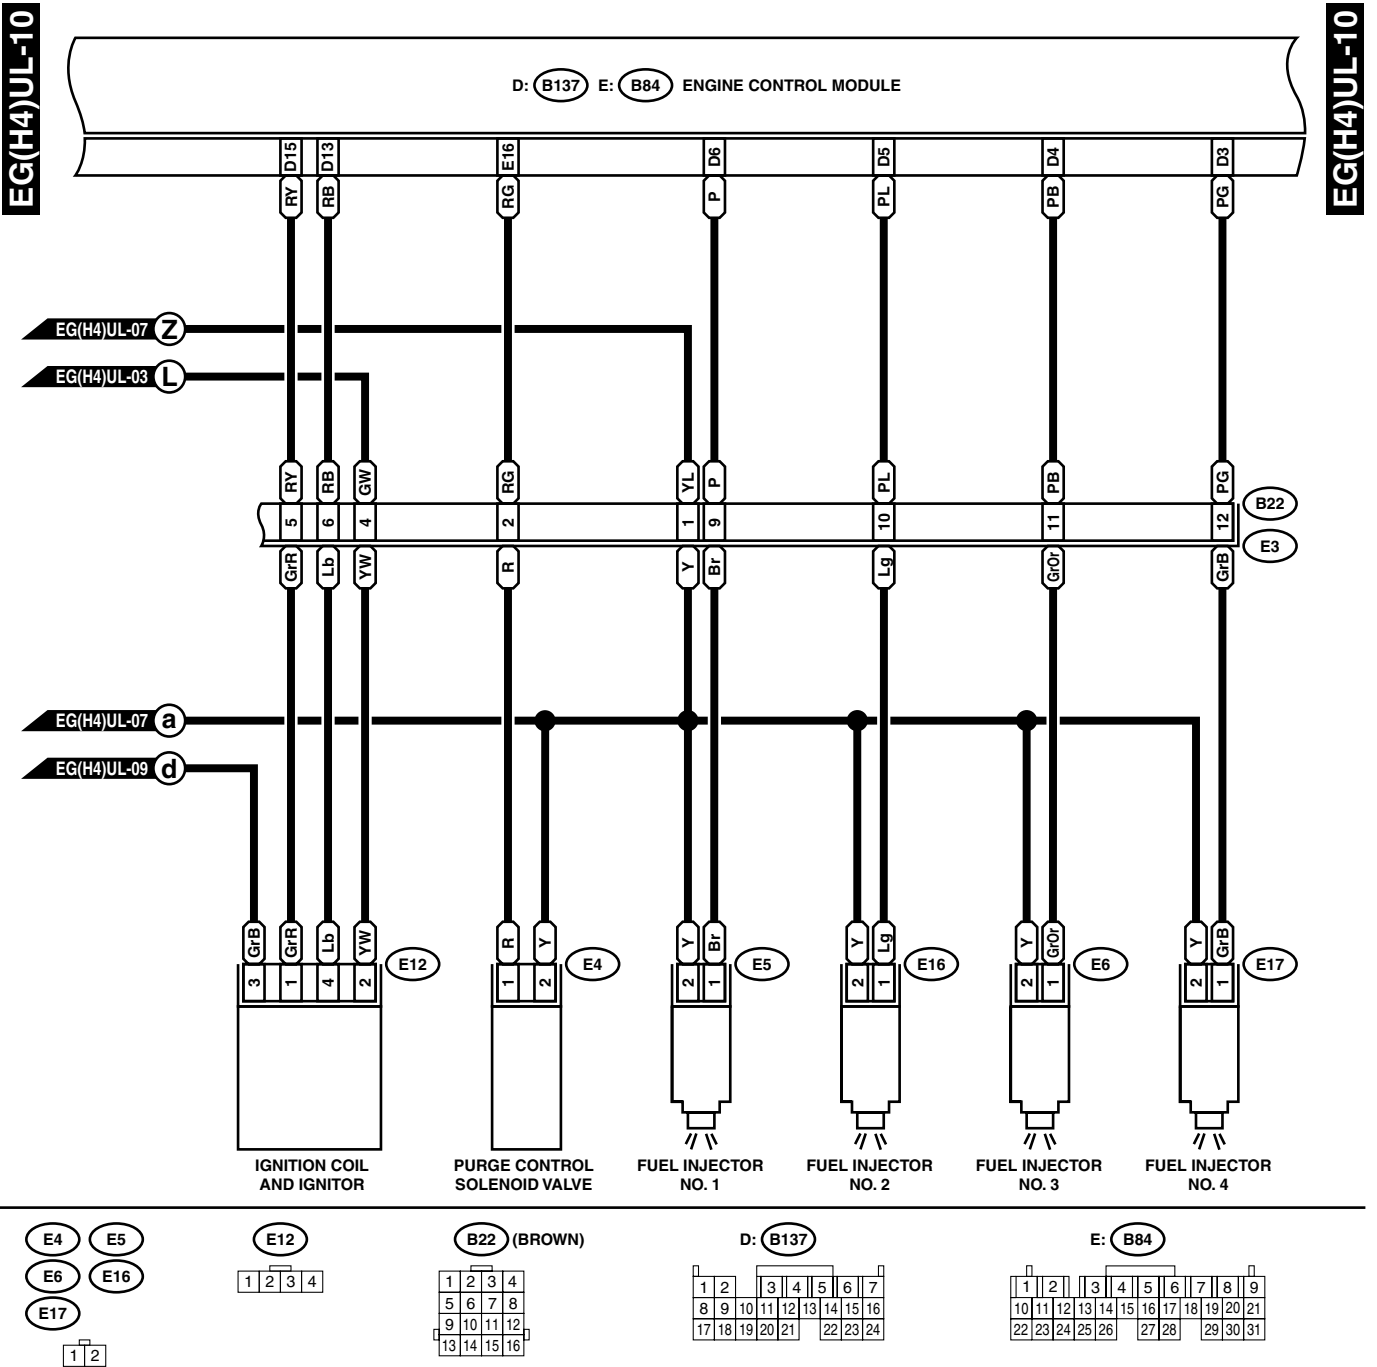 EG(H4)UL-10
EG(H4)UL-10
D: B137 E: B84 ENGINE CONTROL MODULE
D15 D13 E16 D6 D5 D4 D3
RY RB RG P PL PB PG
EG(H4)UL-07 Z
EG(H4)UL-03 L
RY RB GW RG YL P PL PB PG
B22
5 6 4 2 1 9 10 11 12
E3
GrR Lb YW R Y Br Lg GrOr GrB
EG(H4)UL-07 a
EG(H4)UL-09 d
GrB GrR Lb YW R Y Y Br Y Lg Y GrOr Y GrB
E12 E4 E5 E16 E6 E17
3 1 4 2 1 2 2 1 2 1 2 1 2 1
IGNITION COIL
AND IGNITOR
PURGE CONTROL
SOLENOID VALVE
FUEL INJECTOR
NO. 1
FUEL INJECTOR
NO. 2
FUEL INJECTOR
NO. 3
FUEL INJECTOR
NO. 4
E4 E5
E6 E16
E17
1 2
E12
1 2 3 4
B22 (BROWN)
1 2 3 4
5 6 7 8
9 10 11 12
13 14 15 16
D: B137
1 2 3 4 5 6 7
8 9 10 11 12 13 14 15 16
17 18 19 20 21 22 23 24
E: B84
1 2 3 4 5 6 7 8 9
10 11 12 13 14 15 16 17 18 19 20 21
22 23 24 25 26 27 28 29 30 31